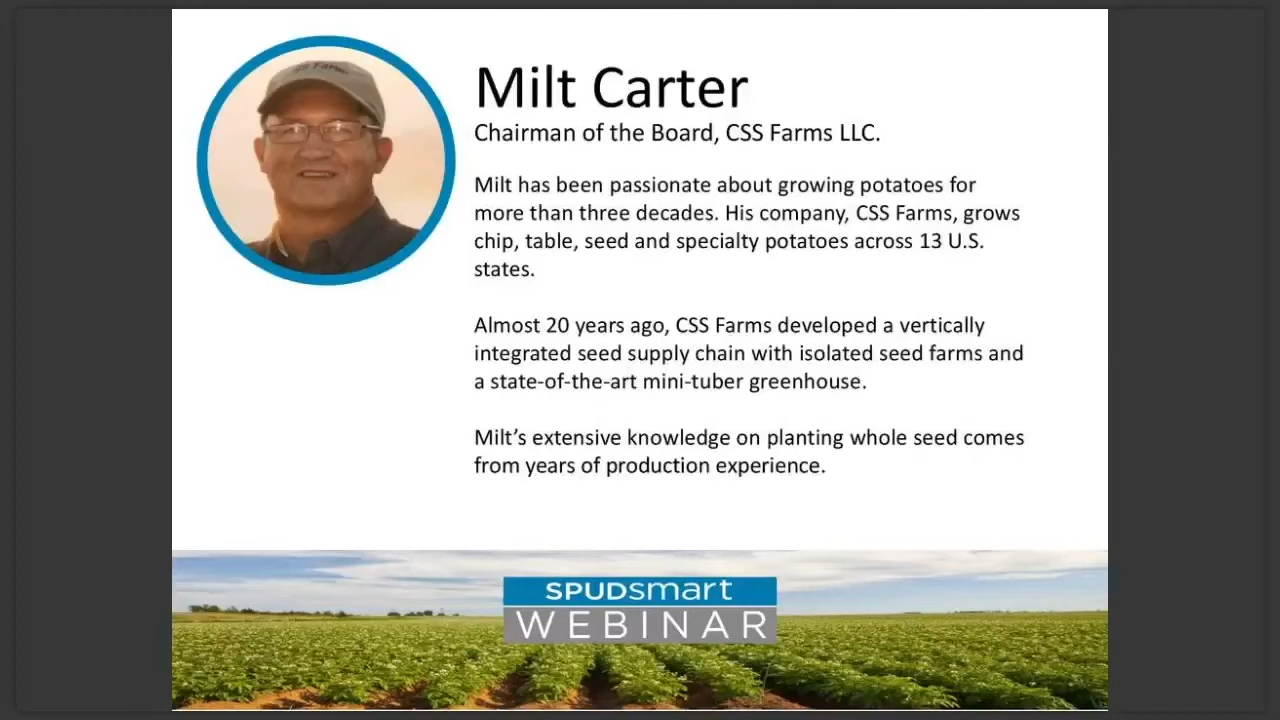 Milt Carter
Chairman of the Board, CSS Farms LLC.
Milt has been passionate about growing potatoes for
more than three decades. His company, CSS Farms, grows
chip, table, seed and specialty potatoes across 13 U.S.
states.
Almost 20 years ago, CSS Farms developed a vertically
integrated seed supply chain with isolated seed farms and
a state-of-the-art mini-tuber greenhouse.
Milt’s extensive knowledge on planting whole seed comes
from years of production experience.
SPUDsmart
WEBINAR